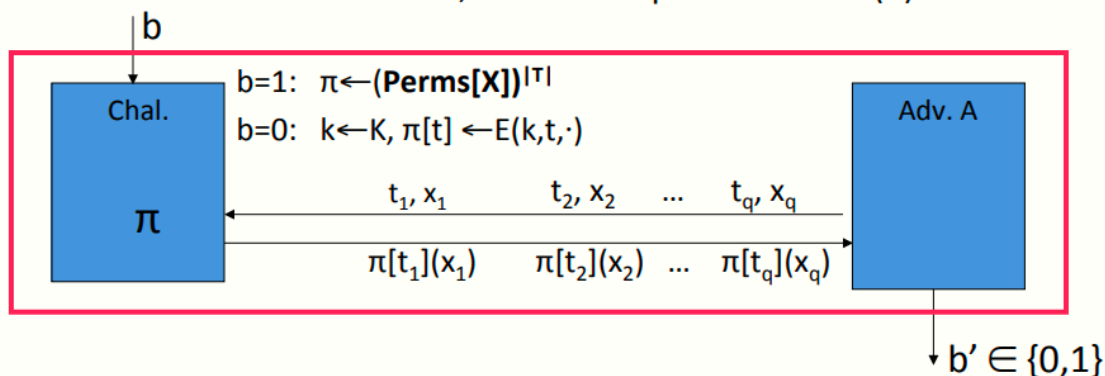 b
b=1: π←(Perms[X])^|T|
Chal.
Adv. A
b=0: k←K, π[t] ←E(k,t,·)
t₁, x₁ t₂, x₂ ... t_q, x_q
π
π[t₁](x₁) π[t₂](x₂) ... π[t_q](x_q)
b’ ∈ {0,1}